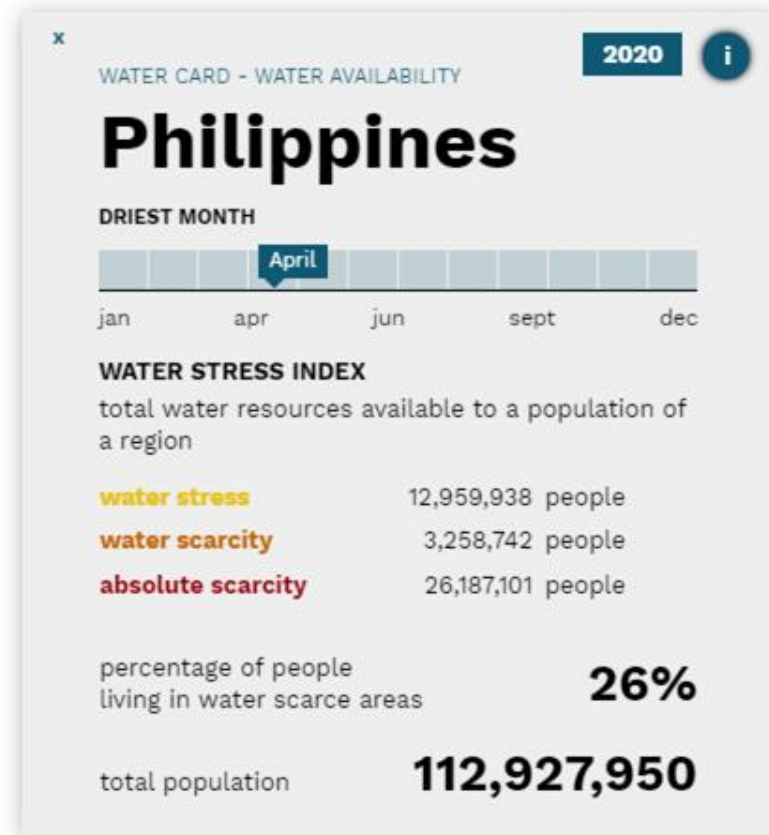 x
2020 i
WATER CARD - WATER AVAILABILITY
Philippines
DRIEST MONTH
April
jan apr jun sept dec
WATER STRESS INDEX
total water resources available to a population of
a region
water stress 12,959,938 people
water scarcity 3,258,742 people
absolute scarcity 26,187,101 people
percentage of people
living in water scarce areas 26%
total population 112,927,950